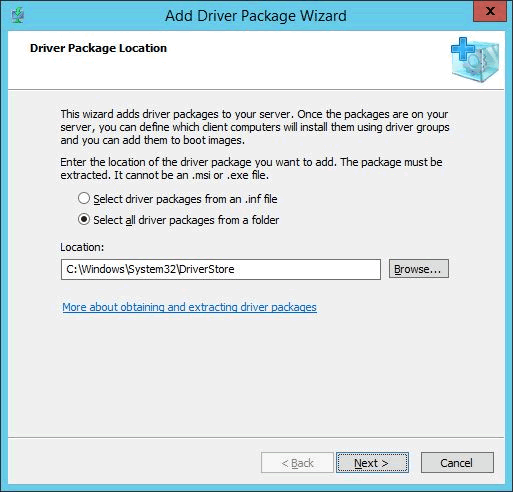 Add Driver Package Wizard
X
Driver Package Location
This wizard adds driver packages to your server. Once the packages are on your
server, you can define which client computers will install them using driver groups
and you can add them to boot images.
Enter the location of the driver package you want to add. The package must be
extracted. It cannot be an .msi or .exe file.
Select driver packages from an .inf file
Select all driver packages from a folder
Location:
C:\Windows\System32\DriverStore
Browse...
More about obtaining and extracting driver packages
< Back
Next >
Cancel